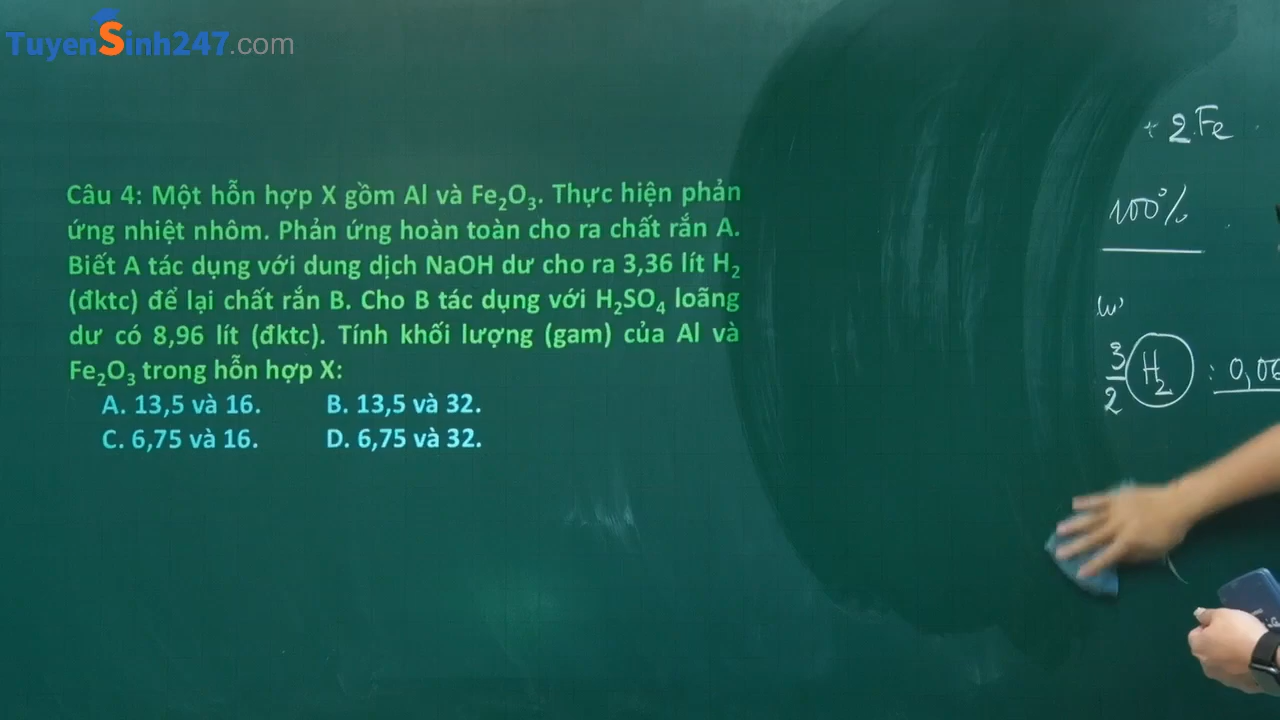 TuyenSinh247.com
Câu 4: Một hỗn hợp X gồm Al và Fe₂O₃. Thực hiện phản
ứng nhiệt nhôm. Phản ứng hoàn toàn cho ra chất rắn A.
Biết A tác dụng với dung dịch NaOH dư cho ra 3,36 lít H₂
(đktc) để lại chất rắn B. Cho B tác dụng với H₂SO₄ loãng
dư có 8,96 lít (đktc). Tính khối lượng (gam) của Al và
Fe₂O₃ trong hỗn hợp X:
A. 13,5 và 16. B. 13,5 và 32.
C. 6,75 và 16. D. 6,75 và 32.
+ 2Fe
100%
3/2 H₂ : 0,06